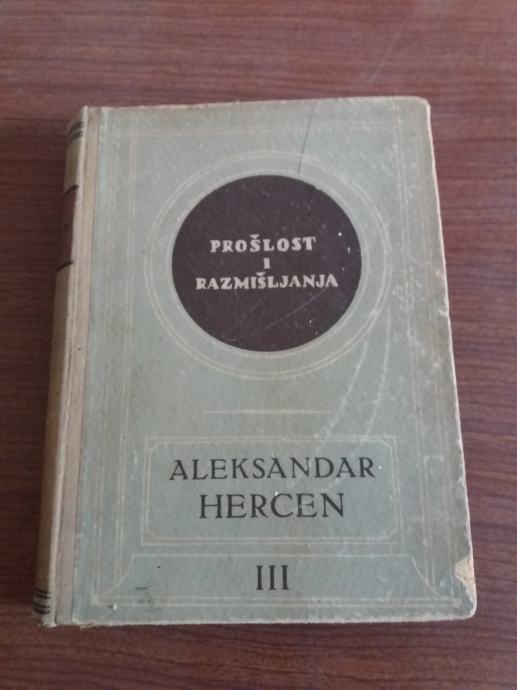 PROŠLOST
I
RAZMIŠLJANJA
ALEKSANDAR
HERCEN
III